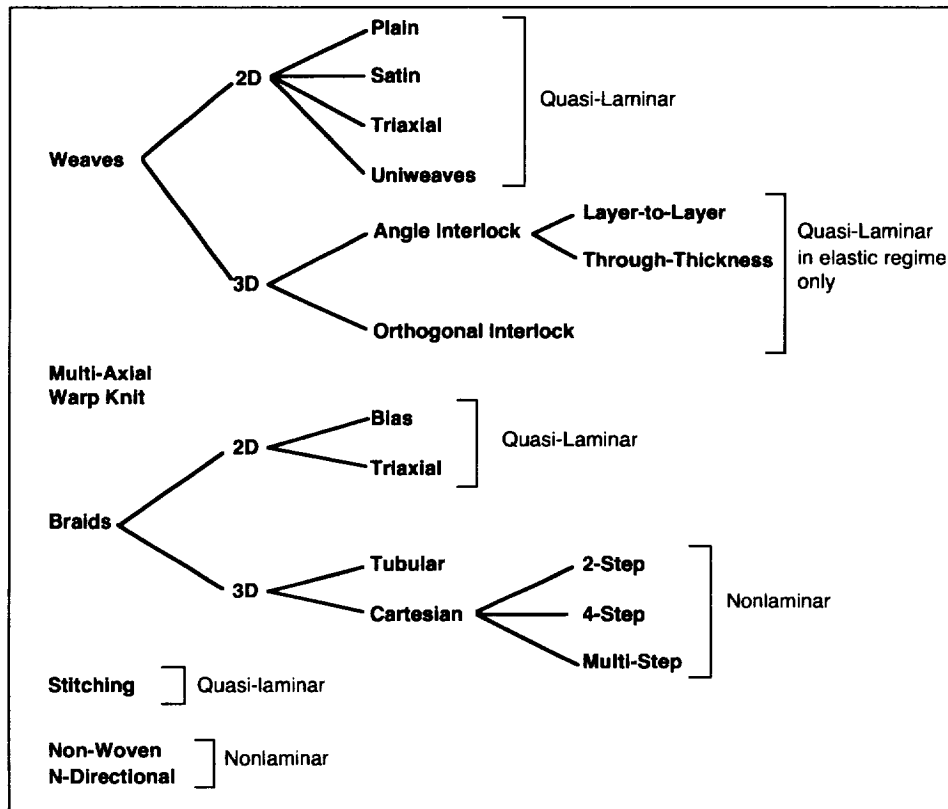 Plain
2D
Satin
Quasi-Laminar
Triaxial
Weaves
Uniweaves
Layer-to-Layer
Angle Interlock
Quasi-Laminar
in elastic regime
only
Through-Thickness
3D
Orthogonal Interlock
Multi-Axial
Warp Knit
Bias
2D
Quasi-Laminar
Triaxial
Braids
Tubular
2-Step
3D
Nonlaminar
Cartesian
4-Step
Multi-Step
Stitching
Quasi-laminar
Non-Woven
N-Directional
Nonlaminar